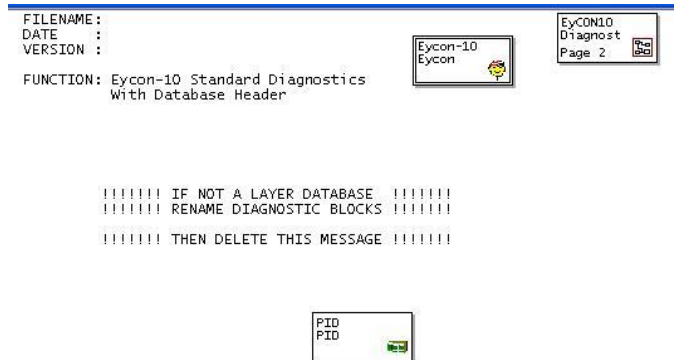 FILENAME:
DATE    :
VERSION :
FUNCTION: Eycon-10 Standard Diagnostics
With Database Header
Eycon-10
Eycon
EyCON10
Diagnost
Page 2
!!!!!!! IF NOT A LAYER DATABASE !!!!!!!
!!!!!!! RENAME DIAGNOSTIC BLOCKS !!!!!!!
!!!!!!! THEN DELETE THIS MESSAGE !!!!!!!
PID
PID